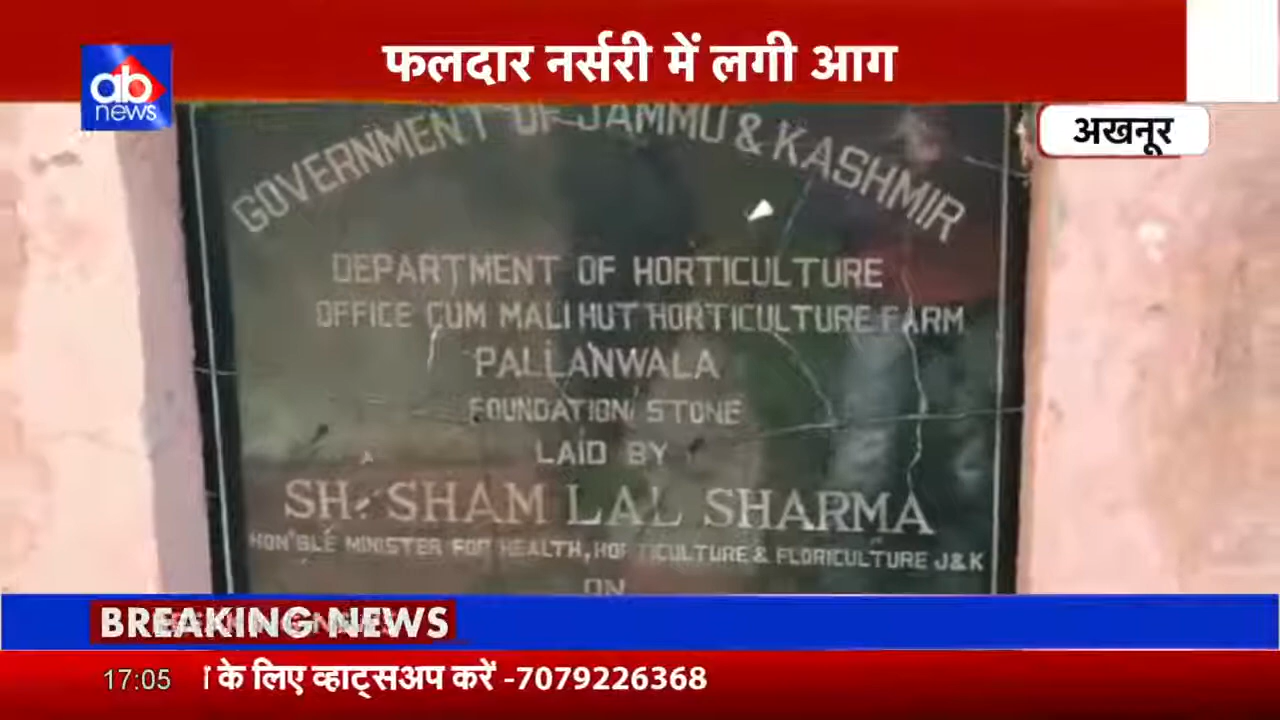 फलदार नर्सरी में लगी आग
ab
news
अखनूर
GOVERNMENT OF JAMMU & KASHMIR
DEPARTMENT OF HORTICULTURE
OFFICE CUM MALI HUT HORTICULTURE FARM
PALLANWALA
FOUNDATION STONE
LAID BY
SH. SHAM LAL SHARMA
HON'BLE MINISTER FOR HEALTH, HORTICULTURE & FLORICULTURE J&K
ON
BREAKING NEWS
17:05 के लिए व्हाट्सअप करें -7079226368